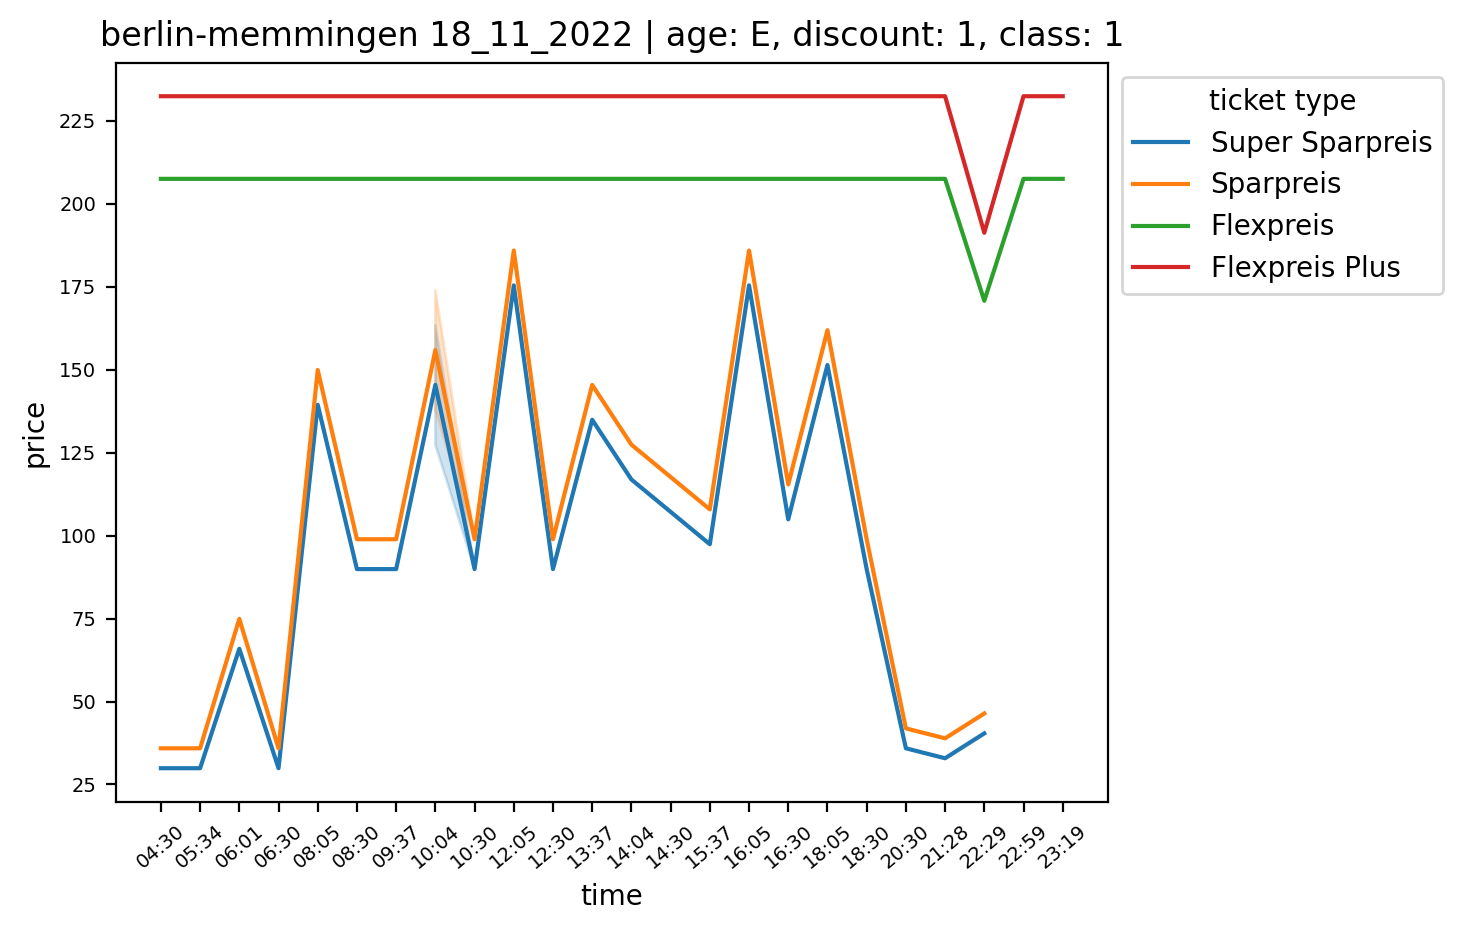 berlin-memmingen 18_11_2022 | age: E, discount: 1, class: 1
ticket type
Super Sparpreis
Sparpreis
Flexpreis
Flexpreis Plus
225
200
175
150
125
100
75
50
25
price
04:30 05:34 06:01 06:30 08:05 08:30 09:37 10:04 10:30 12:05 12:30 13:37 14:04 14:30 15:37 16:05 16:30 18:05 18:30 20:30 21:28 22:29 22:59 23:19
time